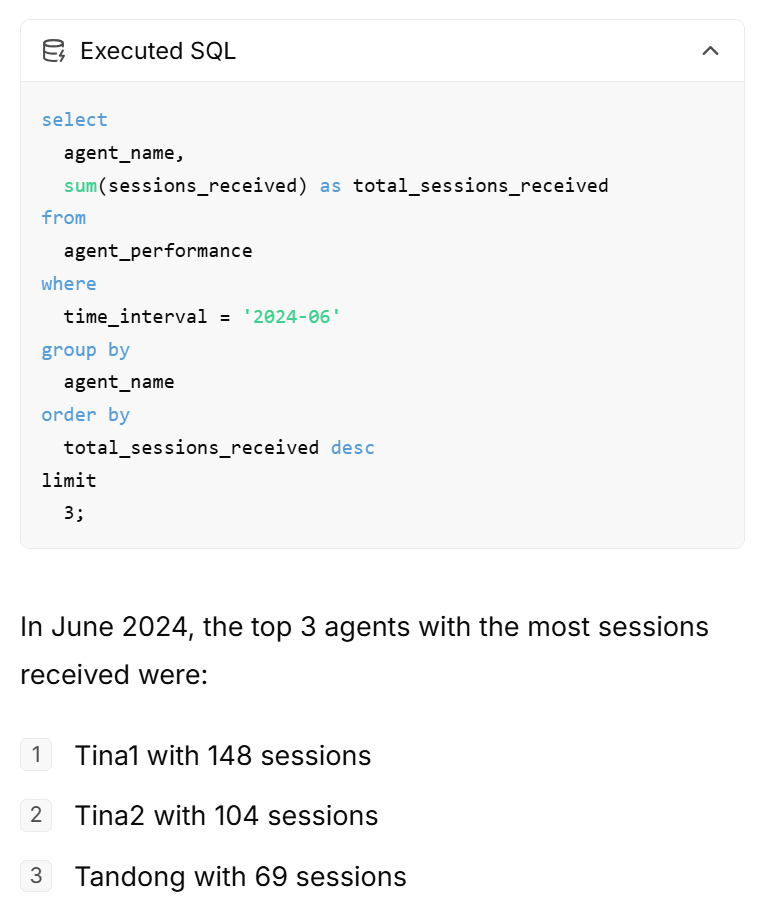 Executed SQL
select
  agent_name,
  sum(sessions_received) as total_sessions_received
from
  agent_performance
where
  time_interval = '2024-06'
group by
  agent_name
order by
  total_sessions_received desc
limit
  3;
In June 2024, the top 3 agents with the most sessions
received were:
1 Tina1 with 148 sessions
2 Tina2 with 104 sessions
3 Tandong with 69 sessions